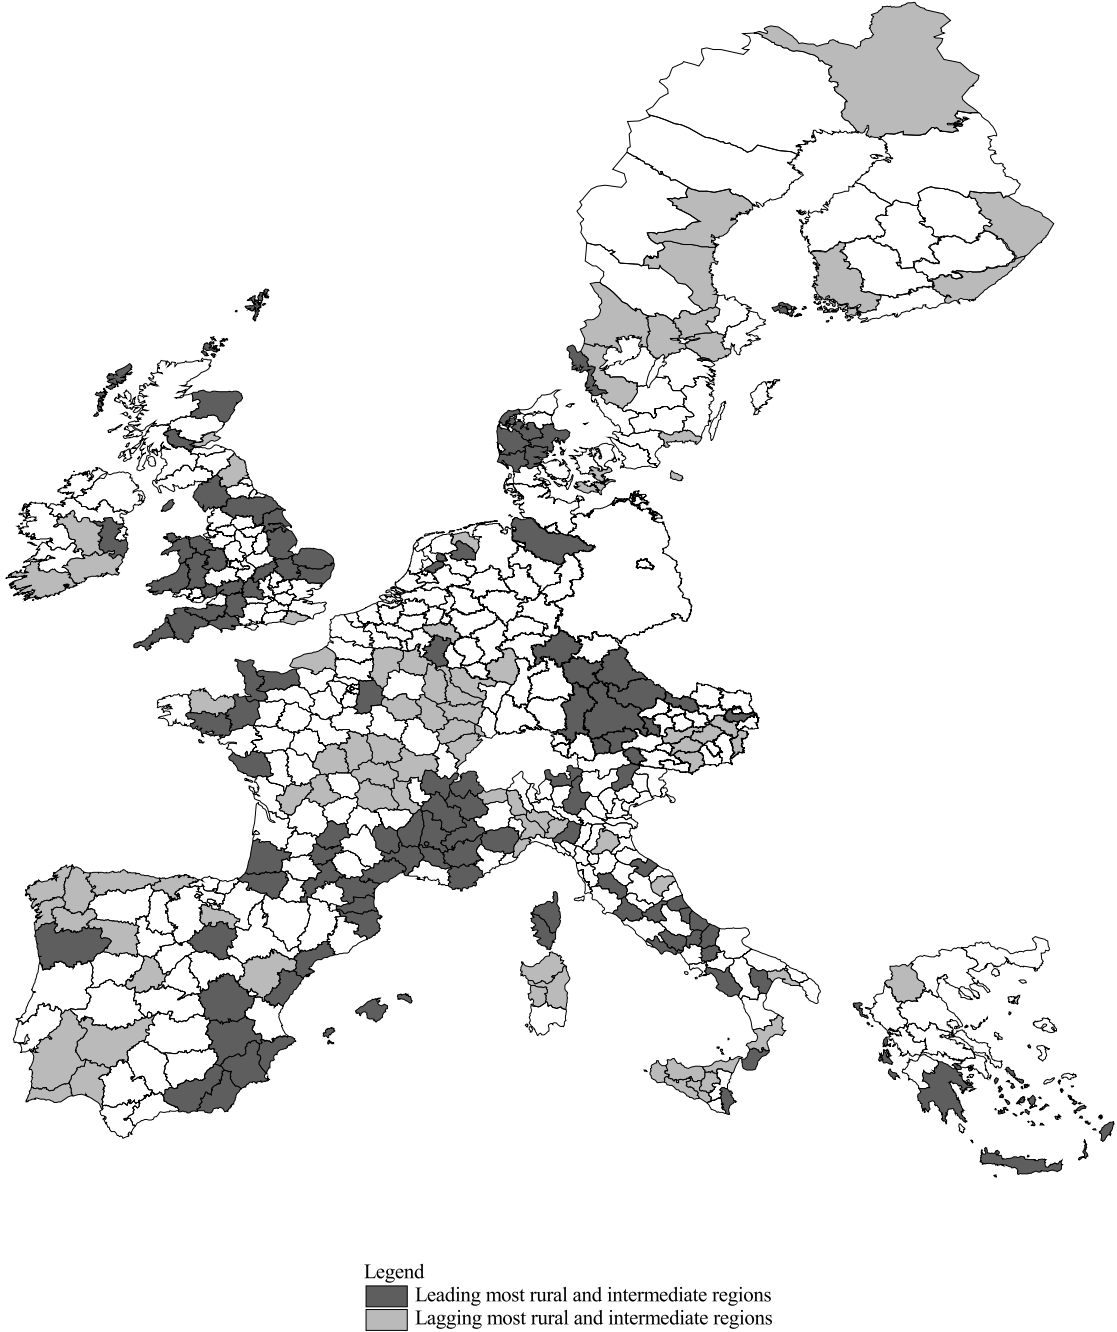 Legend
Leading most rural and intermediate regions
Lagging most rural and intermediate regions